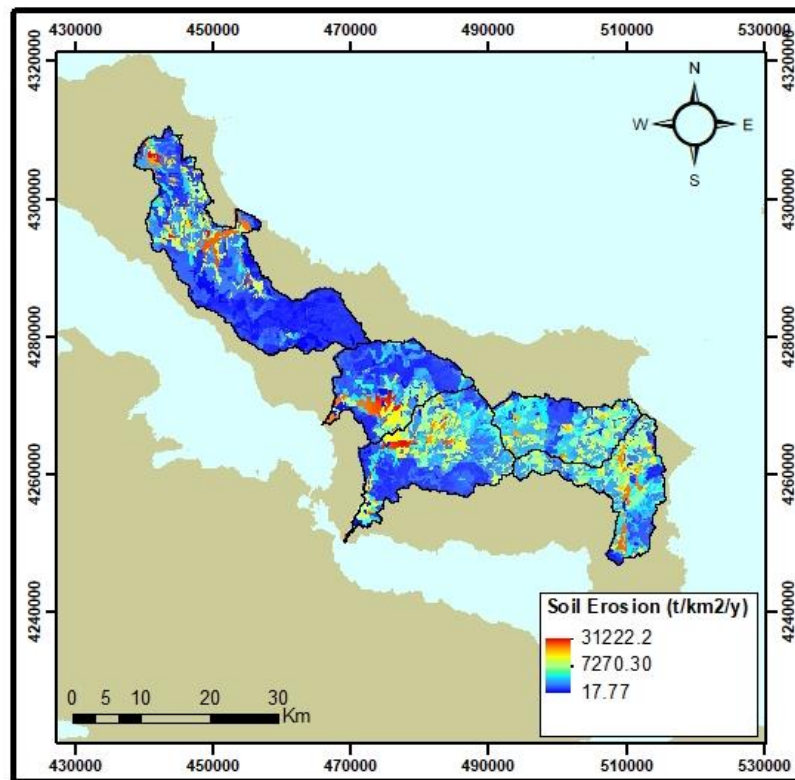 430000 450000 470000 490000 510000 530000
4320000 4320000
N
W E
S
4300000 4300000
4280000 4280000
4260000 4260000
4240000 4240000
Soil Erosion (t/km2/y)
31222.2
7270.30
17.77
0 5 10 20 30
Km
430000 450000 470000 490000 510000 530000